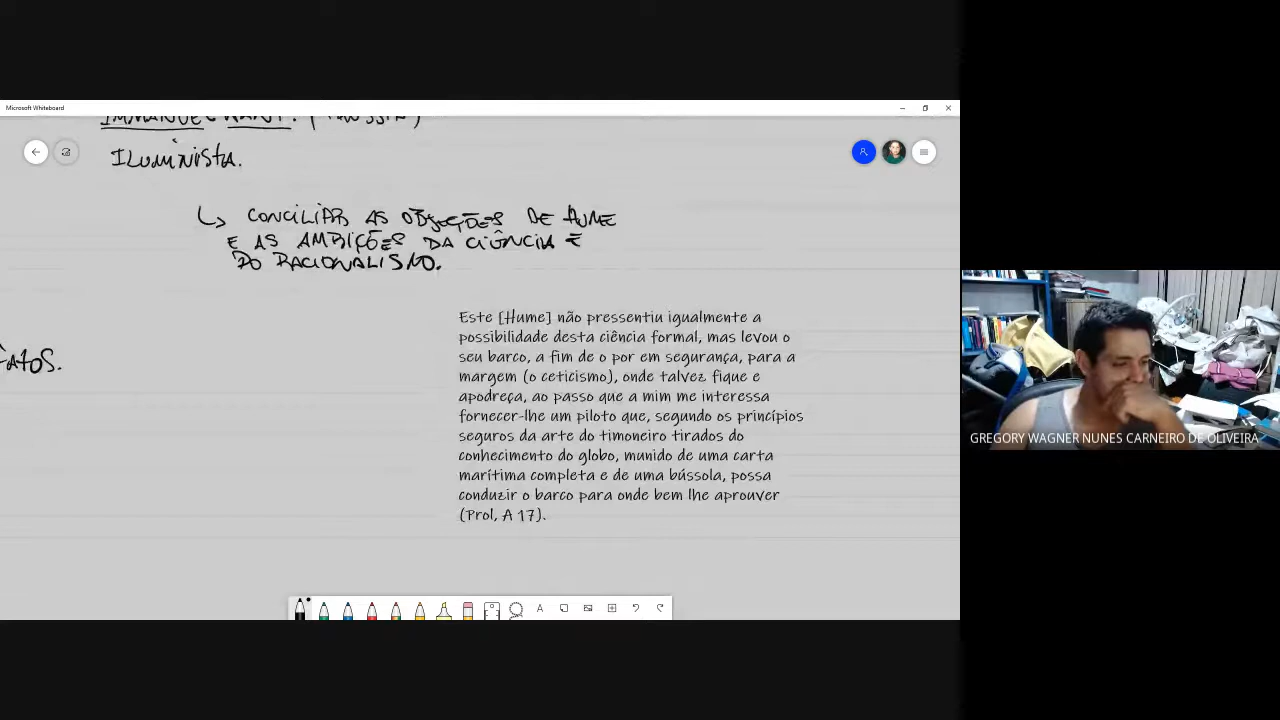 Microsoft Whiteboard
IMMANUEL KANT. (PRÚSSIA)
ILUMINISTA.
CONCILIAR AS OBJEÇÕES DE HUME
E AS AMBIÇÕES DA CIÊNCIA E
DO RACIONALISMO.
FATOS.
Este [Hume] não pressentiu igualmente a
possibilidade desta ciência formal, mas levou o
seu barco, a fim de o por em segurança, para a
margem (o ceticismo), onde talvez fique e
apodreça, ao passo que a mim me interessa
fornecer-lhe um piloto que, segundo os princípios
seguros da arte do timoneiro tirados do
conhecimento do globo, munido de uma carta
marítima completa e de uma bússola, possa
conduzir o barco para onde bem lhe aprouver
(Prol, A 17).
GREGORY WAGNER NUNES CARNEIRO DE OLIVEIRA